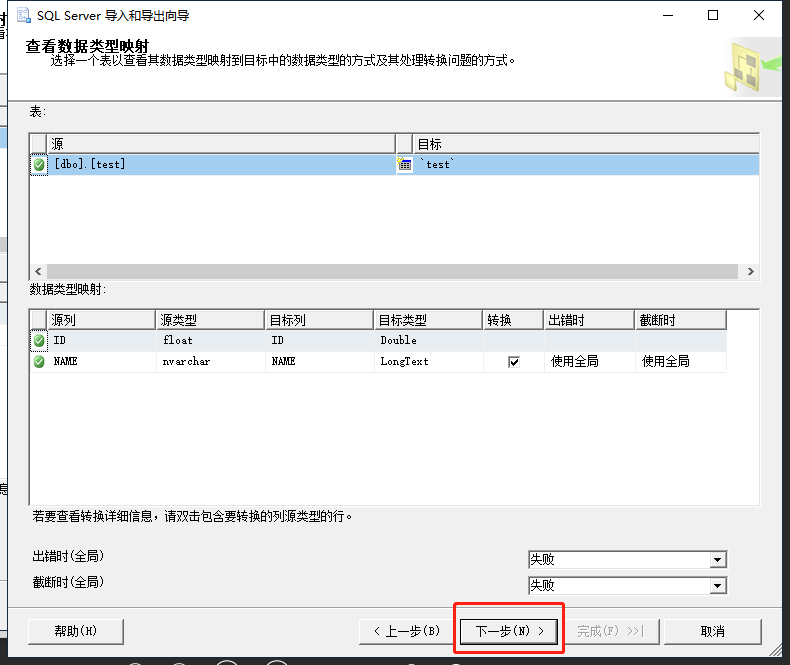 SQL Server 导入和导出向导
查看数据类型映射
选择一个表以查看其数据类型映射到目标中的数据类型的方式及其处理转换问题的方式。
表:
源 目标
[dbo].[test] `test`
数据类型映射:
源列 源类型 目标列 目标类型 转换 出错时 截断时
ID float ID Double
NAME nvarchar NAME LongText 使用全局 使用全局
若要查看转换详细信息，请双击包含要转换的列源类型的行。
出错时(全局) 失败
截断时(全局) 失败
帮助(H) < 上一步(B) 下一步(N) > 完成(F) >>| 取消